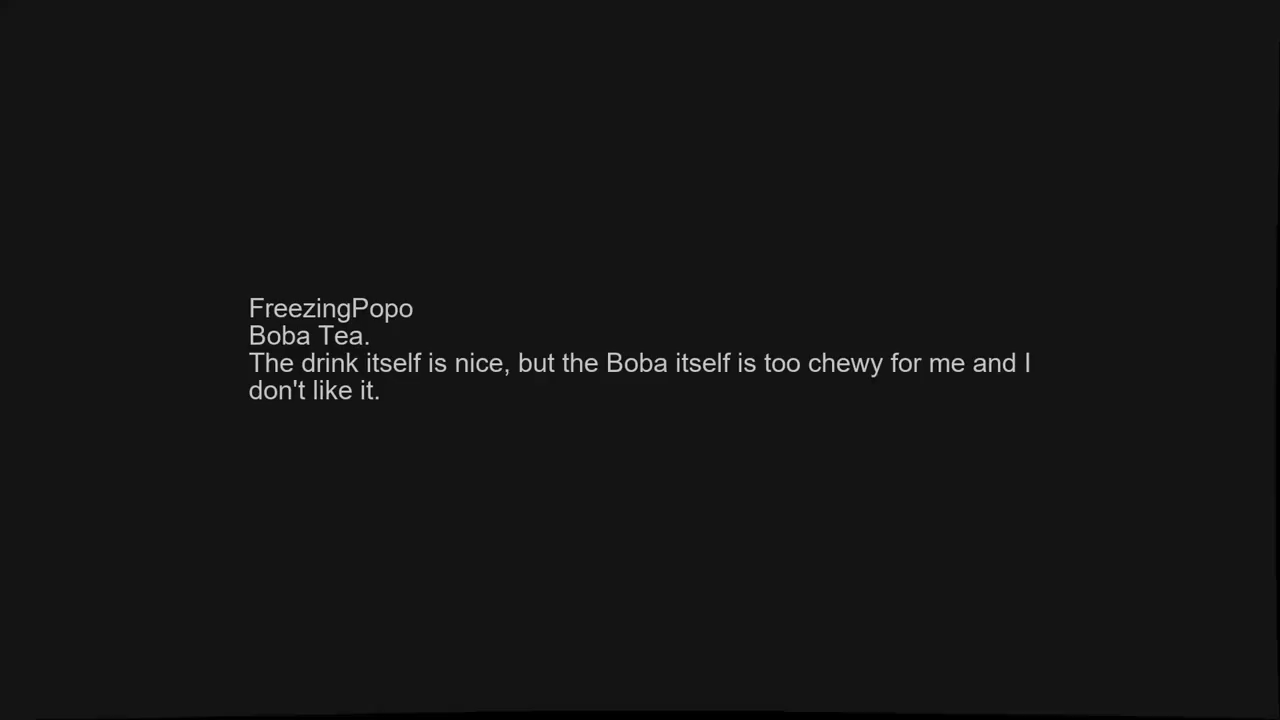 FreezingPopo
Boba Tea.
The drink itself is nice, but the Boba itself is too chewy for me and I
don't like it.